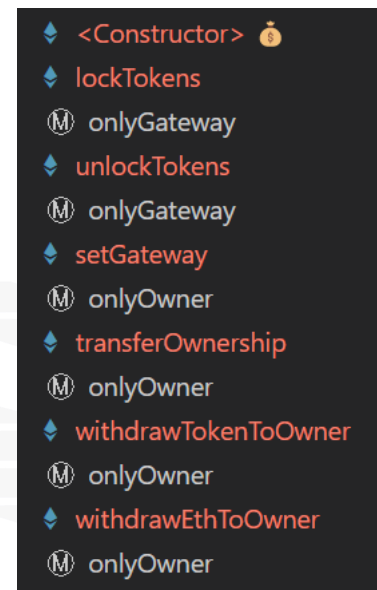 <Constructor> 💰
lockTokens
Ⓜ onlyGateway
unlockTokens
Ⓜ onlyGateway
setGateway
Ⓜ onlyOwner
transferOwnership
Ⓜ onlyOwner
withdrawTokenToOwner
Ⓜ onlyOwner
withdrawEthToOwner
Ⓜ onlyOwner